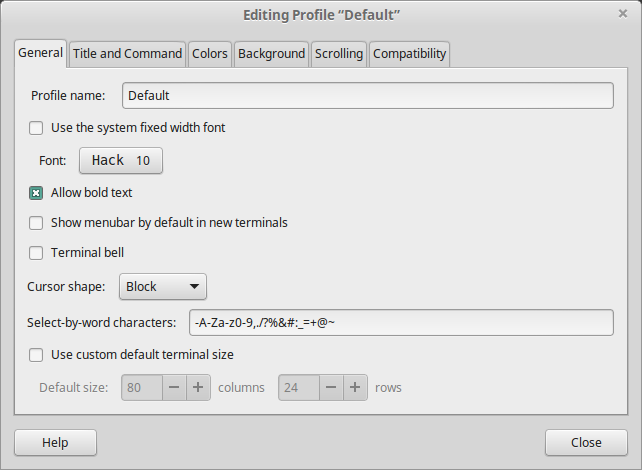 Editing Profile “Default”
General Title and Command Colors Background Scrolling Compatibility
Profile name: Default
Use the system fixed width font
Font: Hack 10
Allow bold text
Show menubar by default in new terminals
Terminal bell
Cursor shape: Block
Select-by-word characters: -A-Za-z0-9,./?%&#:_=+@~
Use custom default terminal size
Default size: 80 columns 24 rows
Help Close